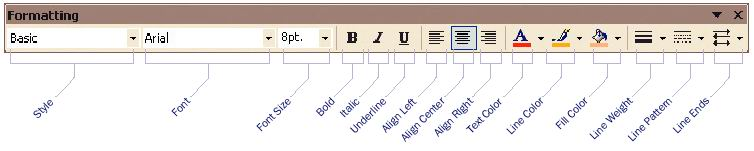 Formatting
Basic Arial 8pt. B I U A
Style Font Font Size Bold Italic Underline Align Left Align Center Align Right Text Color Line Color Fill Color Line Weight Line Pattern Line Ends